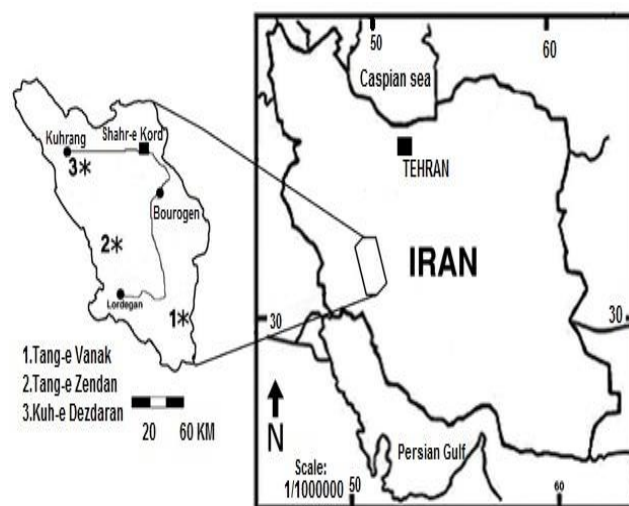 Kuhrang
Shahr-e Kord
3*
Bourogen
2*
Lordegan
1*
1.Tang-e Vanak
2.Tang-e Zendan
3.Kuh-e Dezdaran
20 60 KM
50 60
Caspian sea
TEHRAN
IRAN
30 30
N
Persian Gulf
Scale:
1/1000000
50 60